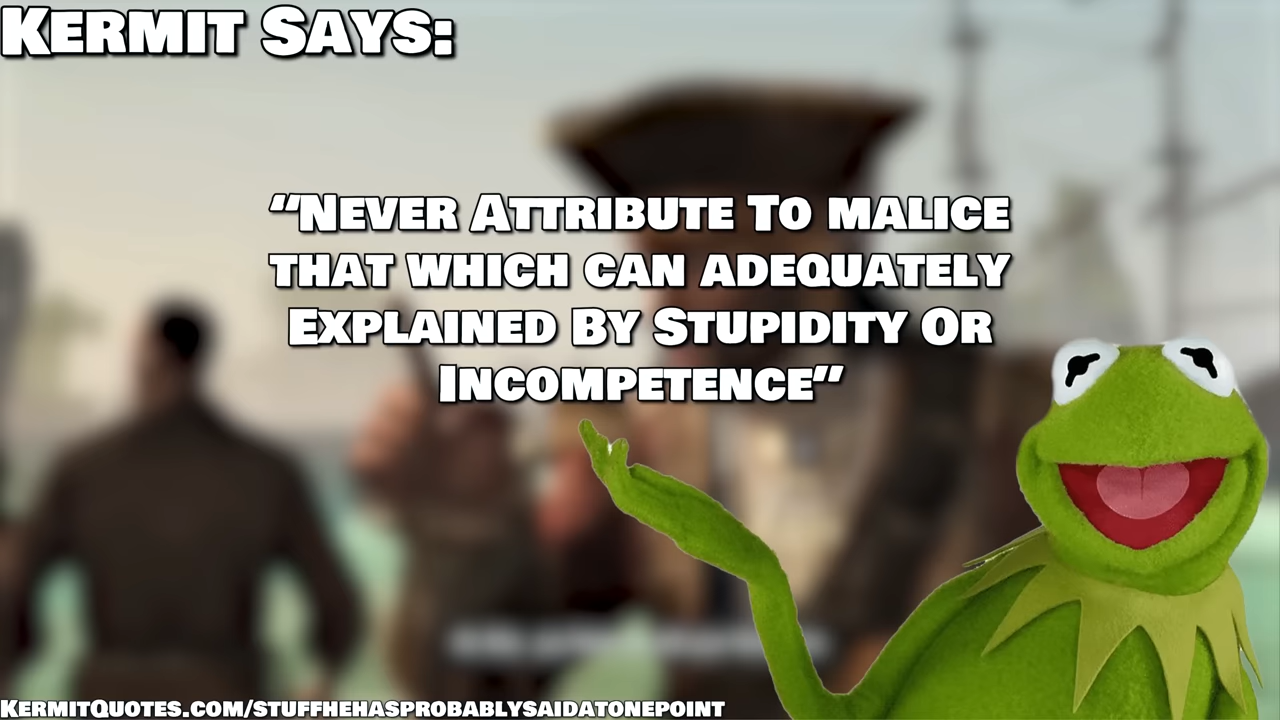 Kermit Says:
“Never Attribute To malice
that which can adequately
Explained By Stupidity Or
Incompetence”
KermitQuotes.com/stuffhehasprobablysaidatonepoint